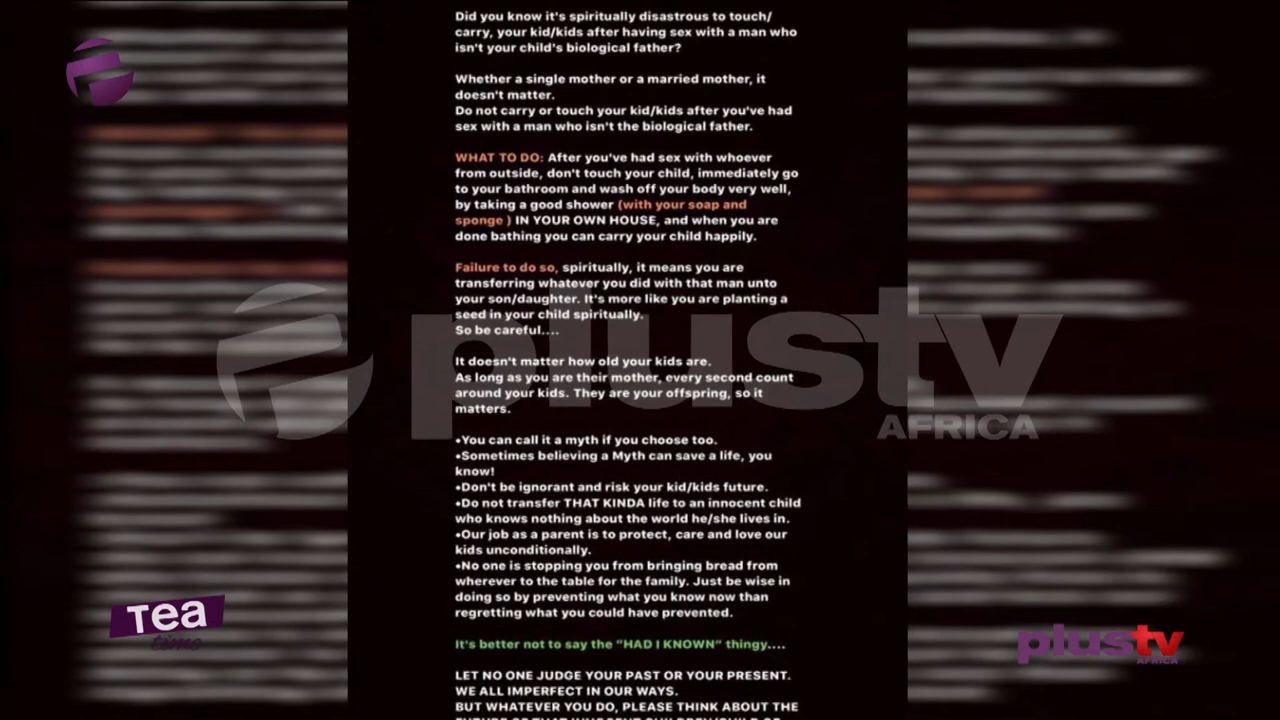 Did you know it's spiritually disastrous to touch/
carry, your kid/kids after having sex with a man who
isn't your child's biological father?
Whether a single mother or a married mother, it
doesn't matter.
Do not carry or touch your kid/kids after you've had
sex with a man who isn't the biological father.
WHAT TO DO: After you've had sex with whoever
from outside, don't touch your child, immediately go
to your bathroom and wash off your body very well,
by taking a good shower (with your soap and
sponge ) IN YOUR OWN HOUSE, and when you are
done bathing you can carry your child happily.
Failure to do so, spiritually, it means you are
transferring whatever you did with that man unto
your son/daughter. It's more like you are planting a
seed in your child spiritually.
So be careful....
It doesn't matter how old your kids are.
As long as you are their mother, every second count
around your kids. They are your offspring, so it
matters.
•You can call it a myth if you choose too.
•Sometimes believing a Myth can save a life, you
know!
•Don't be ignorant and risk your kid/kids future.
•Do not transfer THAT KINDA life to an innocent child
who knows nothing about the world he/she lives in.
•Our job as a parent is to protect, care and love our
kids unconditionally.
•No one is stopping you from bringing bread from
wherever to the table for the family. Just be wise in
doing so by preventing what you know now than
regretting what you could have prevented.
It's better not to say the “HAD I KNOWN” thingy....
LET NO ONE JUDGE YOUR PAST OR YOUR PRESENT.
WE ALL IMPERFECT IN OUR WAYS.
BUT WHATEVER YOU DO, PLEASE THINK ABOUT THE
plustv
AFRICA
Tea
time
plustv
AFRICA